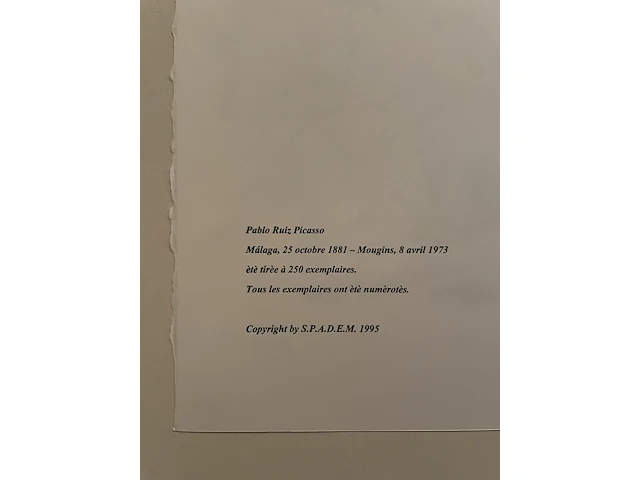 Pablo Ruiz Picasso
Málaga, 25 octobre 1881 – Mougins, 8 avril 1973
ètè tirèe à 250 exemplaires.
Tous les exemplaires ont ètè numèrotès.
Copyright by S.P.A.D.E.M. 1995